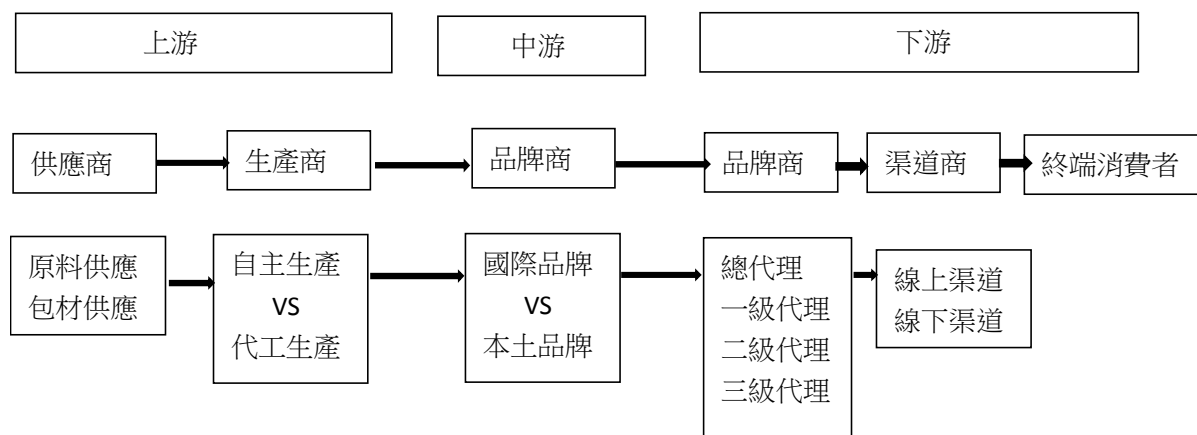 上游
中游
下游
供應商
生產商
品牌商
品牌商
渠道商
終端消費者
原料供應
包材供應
自主生產
VS
代工生產
國際品牌
VS
本土品牌
總代理
一級代理
二級代理
三級代理
線上渠道
線下渠道